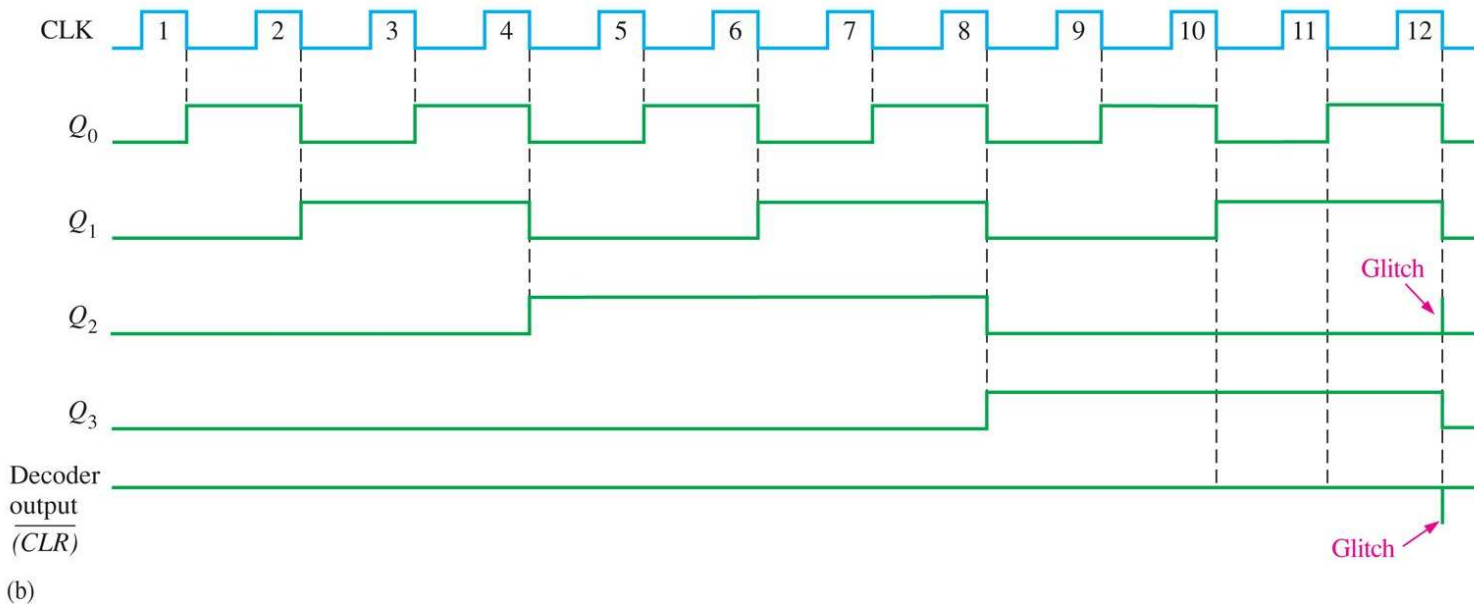 CLK 1 2 3 4 5 6 7 8 9 10 11 12
Q0
Q1
Glitch
Q2
Q3
Decoder
output
(CLR)
Glitch
(b)